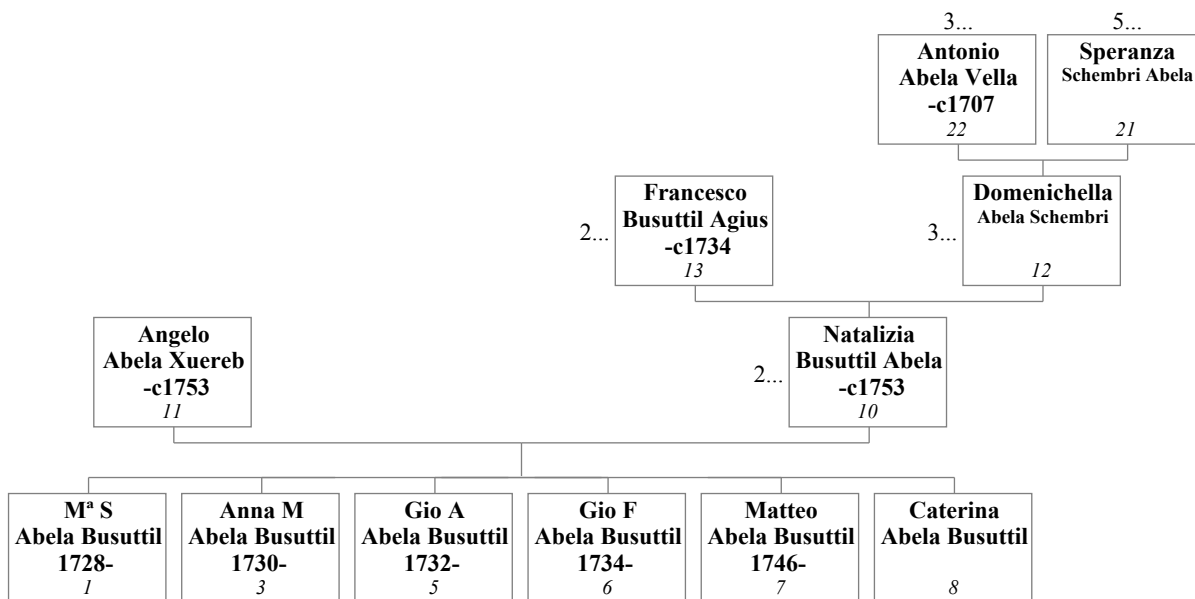 3...
5...
Antonio
Abela Vella
-c1707
22
Speranza
Schembri Abela
21
Francesco
Busuttil Agius
-c1734
13
2...
Domenichella
Abela Schembri
12
3...
Angelo
Abela Xuereb
-c1753
11
Natalizia
Busuttil Abela
-c1753
10
2...
Mª S
Abela Busuttil
1728-
1
Anna M
Abela Busuttil
1730-
3
Gio A
Abela Busuttil
1732-
5
Gio F
Abela Busuttil
1734-
6
Matteo
Abela Busuttil
1746-
7
Caterina
Abela Busuttil
8